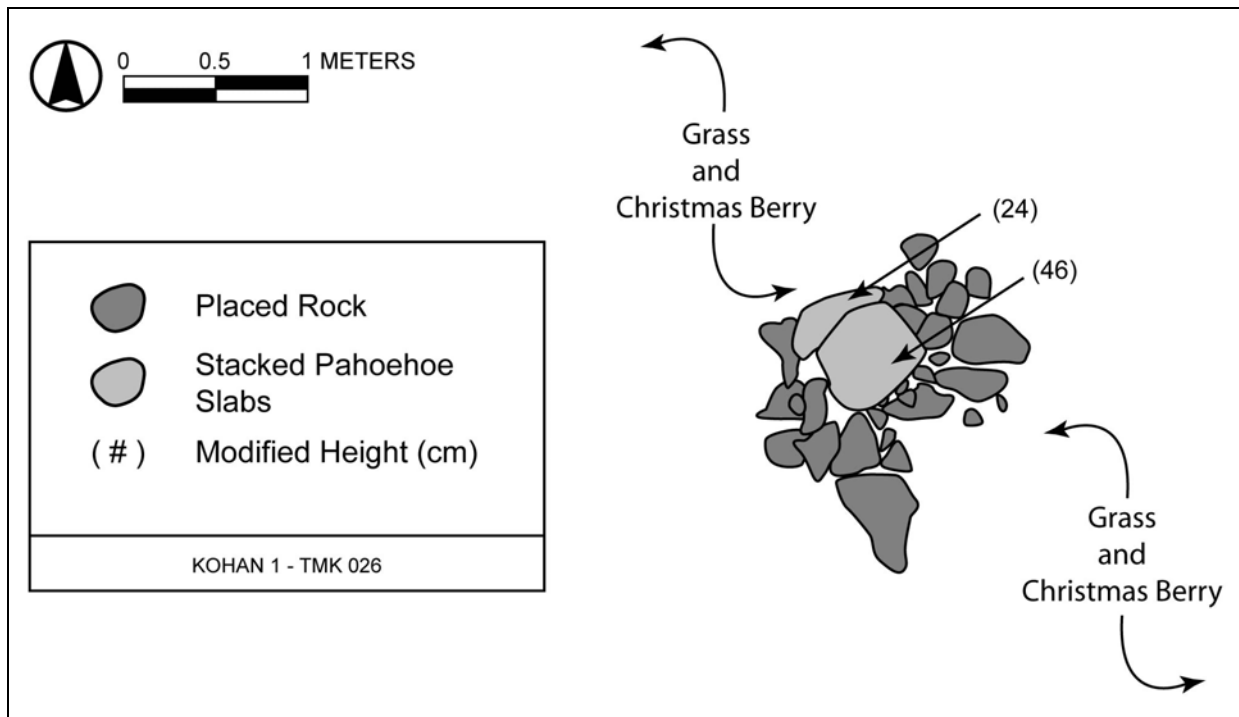 0 0.5 1 METERS
Grass
and
Christmas Berry
(24)
(46)
Placed Rock
Stacked Pahoehoe
Slabs
( # ) Modified Height (cm)
KOHAN 1 - TMK 026
Grass
and
Christmas Berry